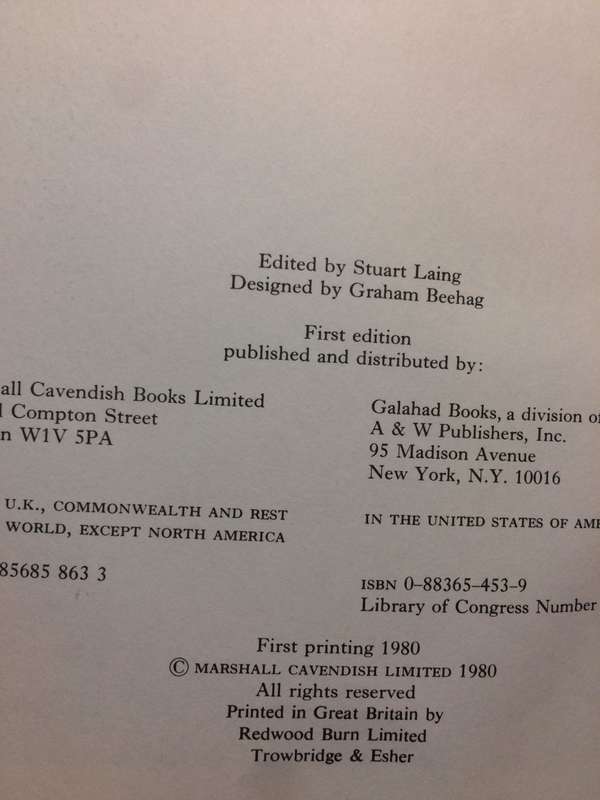 Edited by Stuart Laing
Designed by Graham Beehag
First edition
published and distributed by:
all Cavendish Books Limited
Compton Street
n W1V 5PA
U.K., COMMONWEALTH AND REST
WORLD, EXCEPT NORTH AMERICA
85685 863 3
Galahad Books, a division of
A & W Publishers, Inc.
95 Madison Avenue
New York, N.Y. 10016
IN THE UNITED STATES OF AME
ISBN 0–88365–453–9
Library of Congress Number
First printing 1980
© MARSHALL CAVENDISH LIMITED 1980
All rights reserved
Printed in Great Britain by
Redwood Burn Limited
Trowbridge & Esher